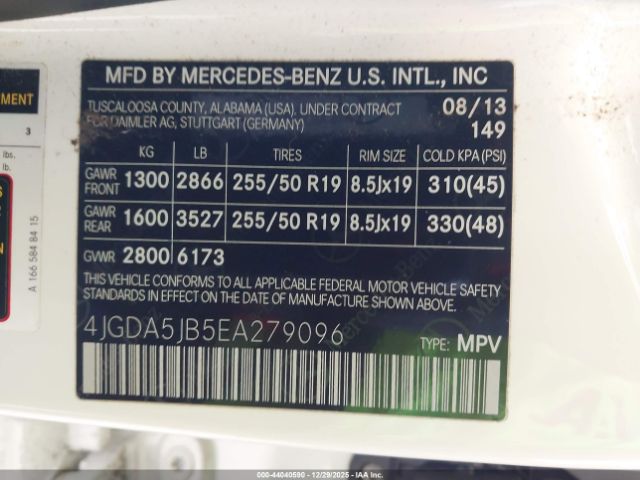 MFD BY MERCEDES-BENZ U.S. INTL., INC
TUSCALOOSA COUNTY, ALABAMA (USA). UNDER CONTRACT 08/13
FOR DAIMLER AG, STUTTGART (GERMANY) 149
KG LB TIRES RIM SIZE COLD KPA(PSI)
GAWR FRONT 1300 2866 255/50 R19 8.5Jx19 310(45)
GAWR REAR 1600 3527 255/50 R19 8.5Jx19 330(48)
GVWR 2800 6173
THIS VEHICLE CONFORMS TO ALL APPLICABLE FEDERAL MOTOR VEHICLE SAFETY
STANDARDS IN EFFECT ON THE DATE OF MANUFACTURE SHOWN ABOVE.
4JGDA5JB5EA279096 TYPE: MPV
A 166 584 84 15
3
lbs.
000-44040590 - 12/29/2025 - IAA Inc.